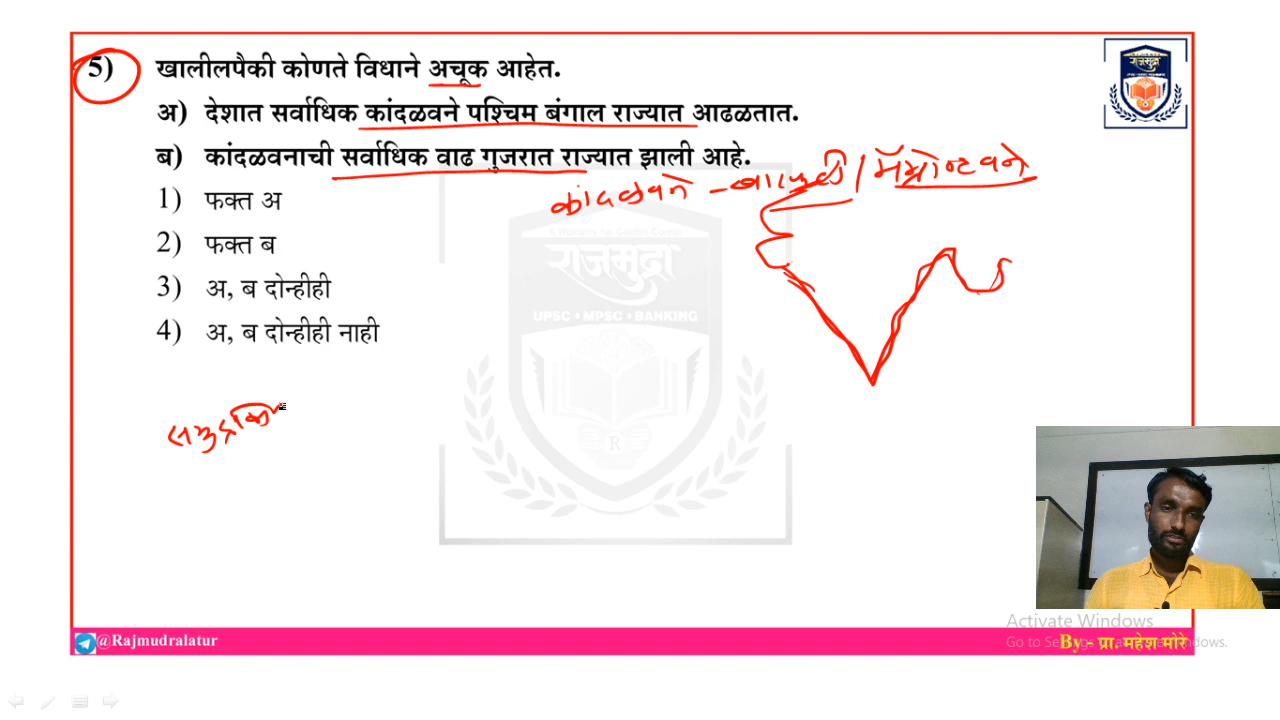 5) खालीलपैकी कोणते विधाने अचूक आहेत.
अ) देशात सर्वाधिक कांदळवने पश्चिम बंगाल राज्यात आढळतात.
ब) कांदळवनाची सर्वाधिक वाढ गुजरात राज्यात झाली आहे.
कांदळवने -
1) फक्त अ
2) फक्त ब
3) अ, ब दोन्हीही
4) अ, ब दोन्हीही नाही
राजमुद्रा
UPSC • MPSC • BANKING
R
राजमुद्रा
@Rajmudralatur
By - प्रा. महेश मोरे
Activate Windows